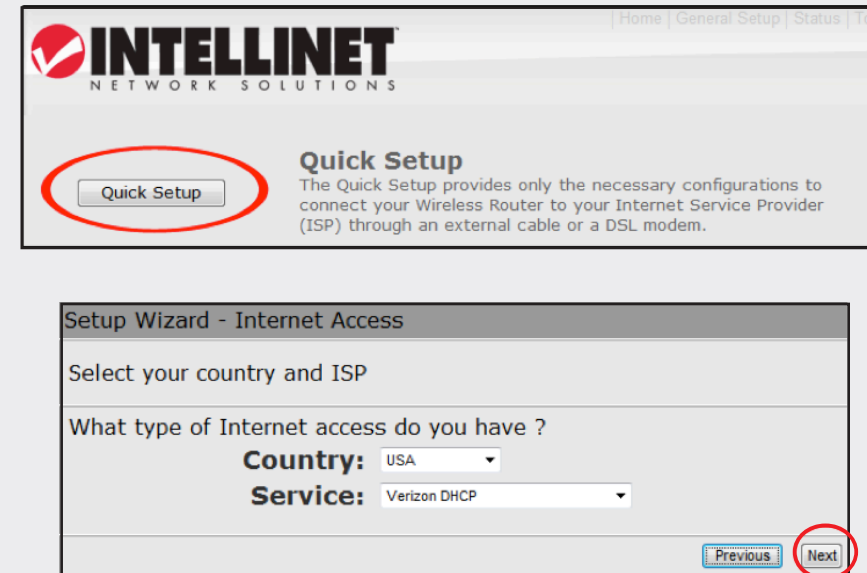 | Home | General Setup | Status |
INTELLINET
NETWORK SOLUTIONS
Quick Setup
Quick Setup
The Quick Setup provides only the necessary configurations to
connect your Wireless Router to your Internet Service Provider
(ISP) through an external cable or a DSL modem.
Setup Wizard - Internet Access
Select your country and ISP
What type of Internet access do you have ?
Country: USA
Service: Verizon DHCP
Previous Next